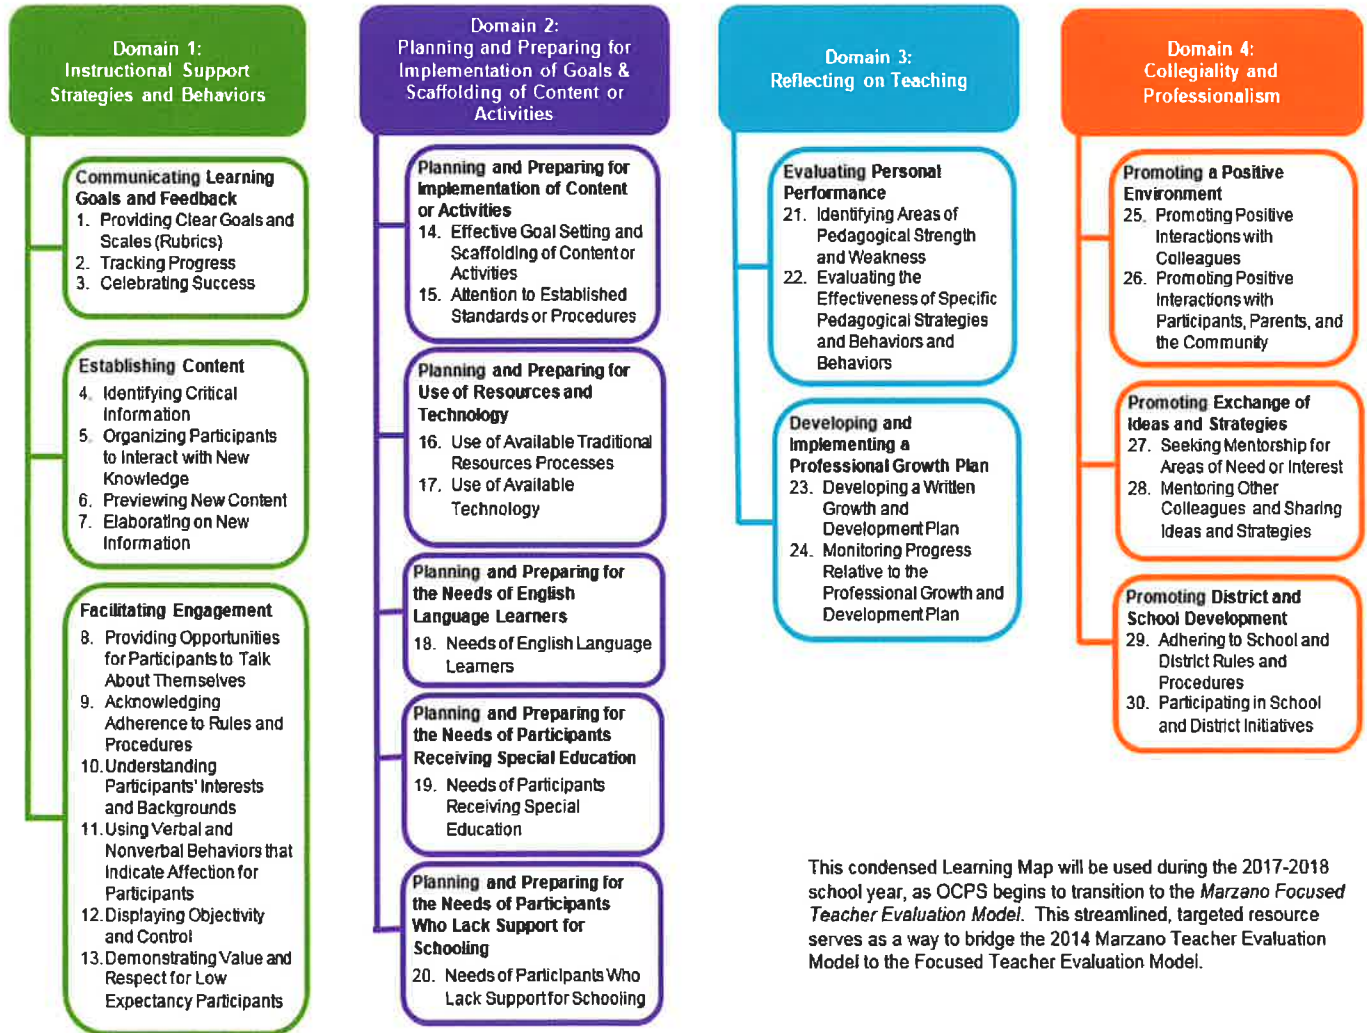 Domain 1:
Instructional Support
Strategies and Behaviors
Communicating Learning
Goals and Feedback
1. Providing Clear Goals and
Scales (Rubrics)
2. Tracking Progress
3. Celebrating Success
Establishing Content
4. Identifying Critical
Information
5. Organizing Participants
to Interact with New
Knowledge
6. Previewing New Content
7. Elaborating on New
Information
Facilitating Engagement
8. Providing Opportunities
for Participants to Talk
About Themselves
9. Acknowledging
Adherence to Rules and
Procedures
10. Understanding
Participants' Interests
and Backgrounds
11. Using Verbal and
Nonverbal Behaviors that
Indicate Affection for
Participants
12. Displaying Objectivity
and Control
13. Demonstrating Value and
Respect for Low
Expectancy Participants
Domain 2:
Planning and Preparing for
Implementation of Goals &
Scaffolding of Content or
Activities
Planning and Preparing for
Implementation of Content
or Activities
14. Effective Goal Setting and
Scaffolding of Content or
Activities
15. Attention to Established
Standards or Procedures
Planning and Preparing for
Use of Resources and
Technology
16. Use of Available Traditional
Resources Processes
17. Use of Available
Technology
Planning and Preparing for
the Needs of English
Language Learners
18. Needs of English Language
Learners
Planning and Preparing for
the Needs of Participants
Receiving Special Education
19. Needs of Participants
Receiving Special
Education
Planning and Preparing for
the Needs of Participants
Who Lack Support for
Schooling
20. Needs of Participants Who
Lack Support for Schooling
Domain 3:
Reflecting on Teaching
Evaluating Personal
Performance
21. Identifying Areas of
Pedagogical Strength
and Weakness
22. Evaluating the
Effectiveness of Specific
Pedagogical Strategies
and Behaviors and
Behaviors
Developing and
Implementing a
Professional Growth Plan
23. Developing a Written
Growth and
Development Plan
24. Monitoring Progress
Relative to the
Professional Growth and
Development Plan
Domain 4:
Collegiality and
Professionalism
Promoting a Positive
Environment
25. Promoting Positive
Interactions with
Colleagues
26. Promoting Positive
Interactions with
Participants, Parents, and
the Community
Promoting Exchange of
Ideas and Strategies
27. Seeking Mentorship for
Areas of Need or Interest
28. Mentoring Other
Colleagues and Sharing
Ideas and Strategies
Promoting District and
School Development
29. Adhering to School and
District Rules and
Procedures
30. Participating in School
and District Initiatives
This condensed Learning Map will be used during the 2017-2018
school year, as OCPS begins to transition to the Marzano Focused
Teacher Evaluation Model. This streamlined, targeted resource
serves as a way to bridge the 2014 Marzano Teacher Evaluation
Model to the Focused Teacher Evaluation Model.